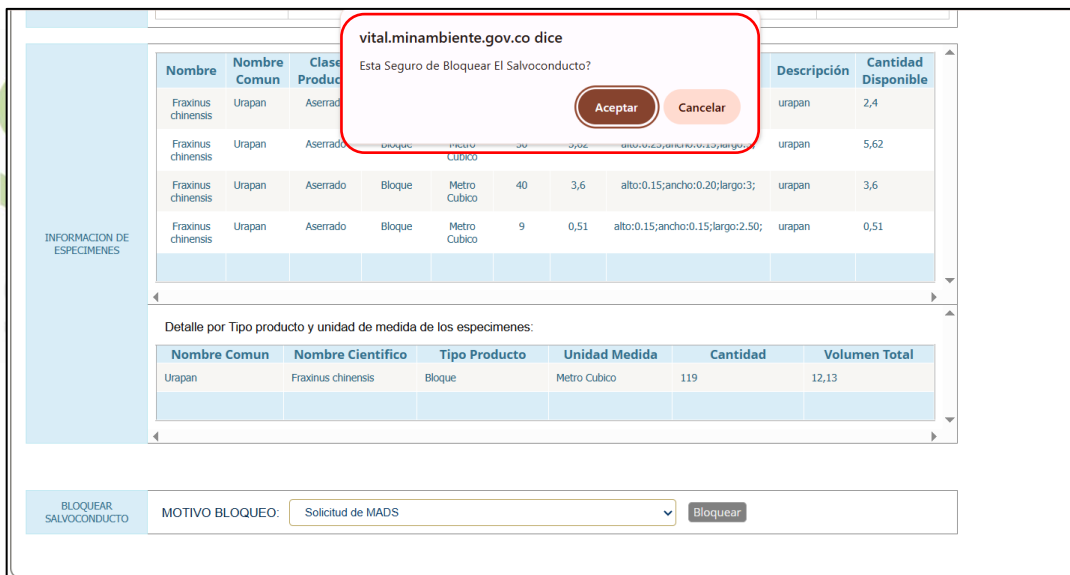 vital.minambiente.gov.co dice
Esta Seguro de Bloquear El Salvoconducto?
Aceptar Cancelar
INFORMACION DE ESPECIMENES
Nombre Nombre Comun Clase Descripción Cantidad Disponible
Fraxinus chinensis Urapan urapan 2,4
Fraxinus chinensis Urapan Aserrado Bloque Metro Cubico urapan 5,62
Fraxinus chinensis Urapan Aserrado Bloque Metro Cubico 40 3,6 alto:0.15;ancho:0.20;largo:3; urapan 3,6
Fraxinus chinensis Urapan Aserrado Bloque Metro Cubico 9 0,51 alto:0.15;ancho:0.15;largo:2.50; urapan 0,51
Detalle por Tipo producto y unidad de medida de los especimenes:
Nombre Comun Nombre Cientifico Tipo Producto Unidad Medida Cantidad Volumen Total
Urapan Fraxinus chinensis Bloque Metro Cubico 119 12,13
BLOQUEAR SALVOCONDUCTO
MOTIVO BLOQUEO: Solicitud de MADS Bloquear